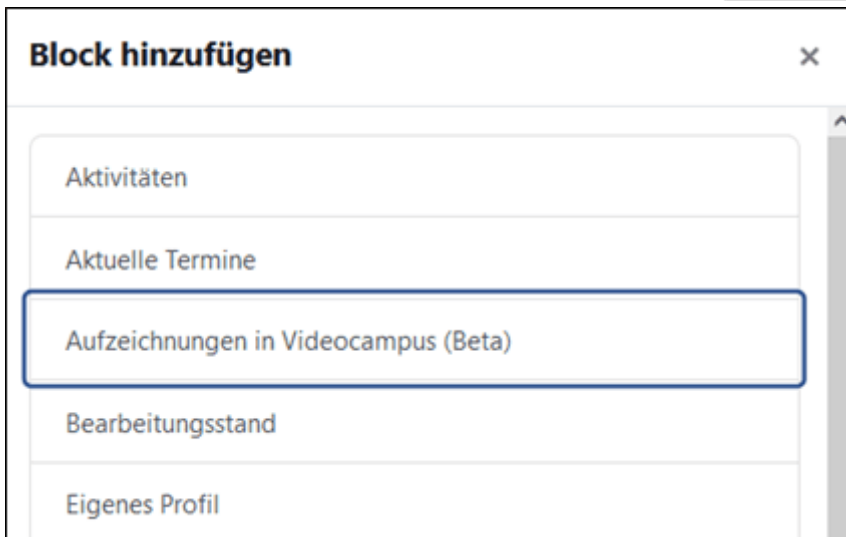 Block hinzufügen
Aktivitäten
Aktuelle Termine
Aufzeichnungen in Videocampus (Beta)
Bearbeitungsstand
Eigenes Profil